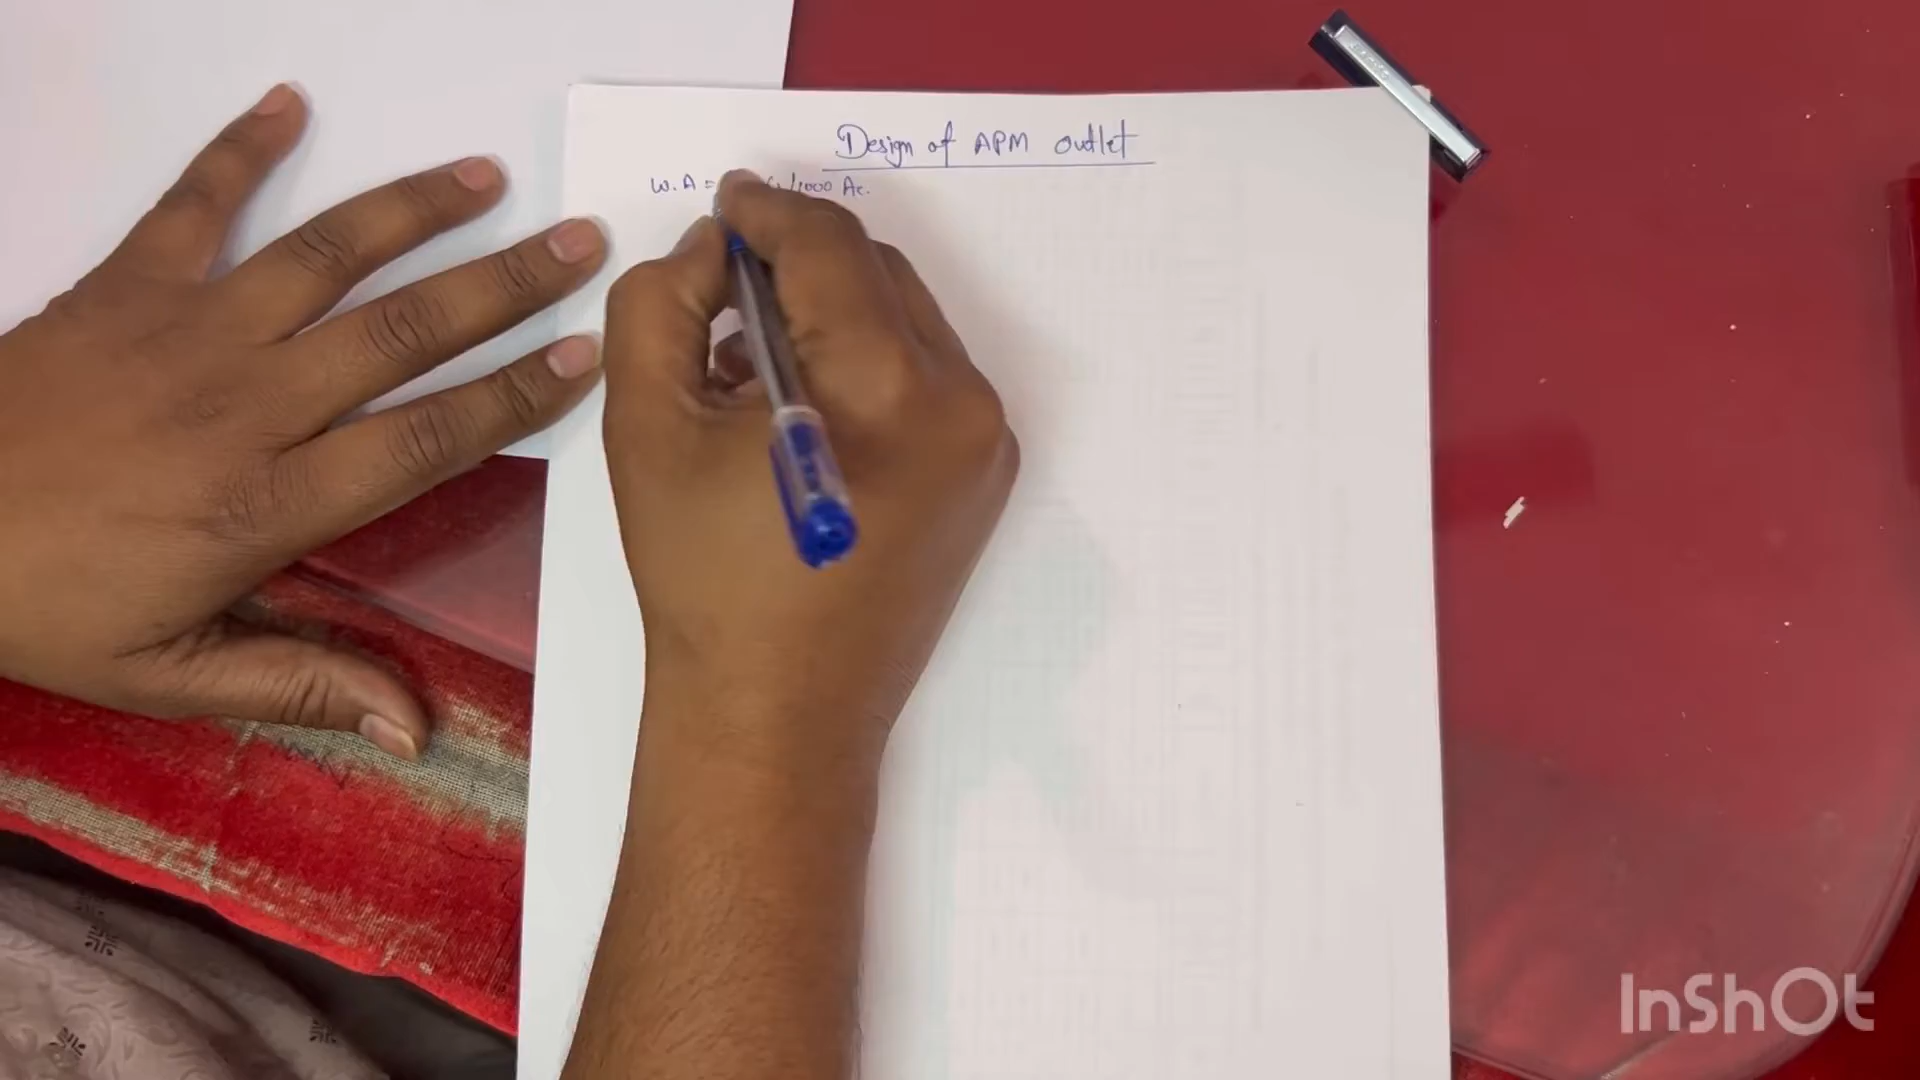 Design of APM outlet
W.A = /1000 Ac.
InShOt